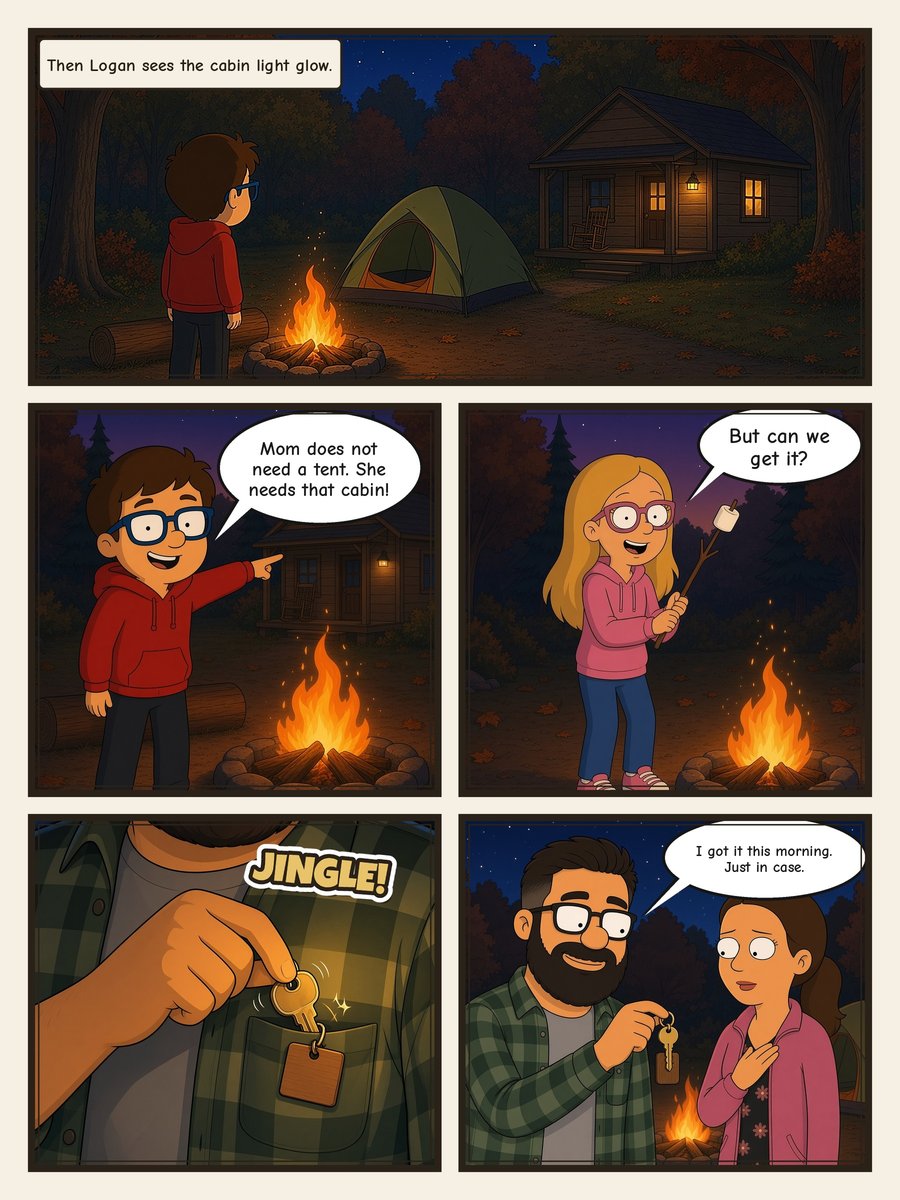 Then Logan sees the cabin light glow.
Mom does not
need a tent. She
needs that cabin!
But can we
get it?
JINGLE!
I got it this morning.
Just in case.